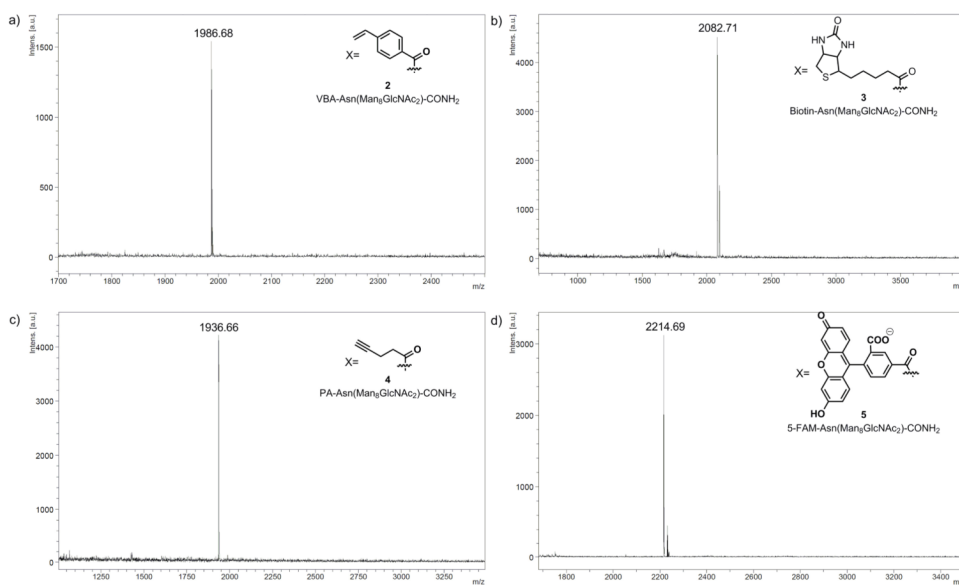 a)
Intens. [a.u.]
1986.68
1500
1000
500
0
1700
1800
1900
2000
2100
2200
2300
2400
m/z
X=
O
2
VBA-Asn(Man₈GlcNAc₂)-CONH₂
b)
Intens. [a.u.]
2082.71
4000
3000
2000
1000
0
1000
1500
2000
2500
3000
3500
m/z
O
HN
NH
X=
S
O
3
Biotin-Asn(Man₈GlcNAc₂)-CONH₂
c)
Intens. [a.u.]
1936.66
4000
3000
2000
1000
0
1250
1500
1750
2000
2250
2500
2750
3000
3250
m/z
X=
O
4
PA-Asn(Man₈GlcNAc₂)-CONH₂
d)
Intens. [a.u.]
2214.69
3000
2000
1000
0
1800
2000
2200
2400
2600
2800
3000
3200
3400
m/z
O
COO⊖
O
O
X=
HO
5
5-FAM-Asn(Man₈GlcNAc₂)-CONH₂